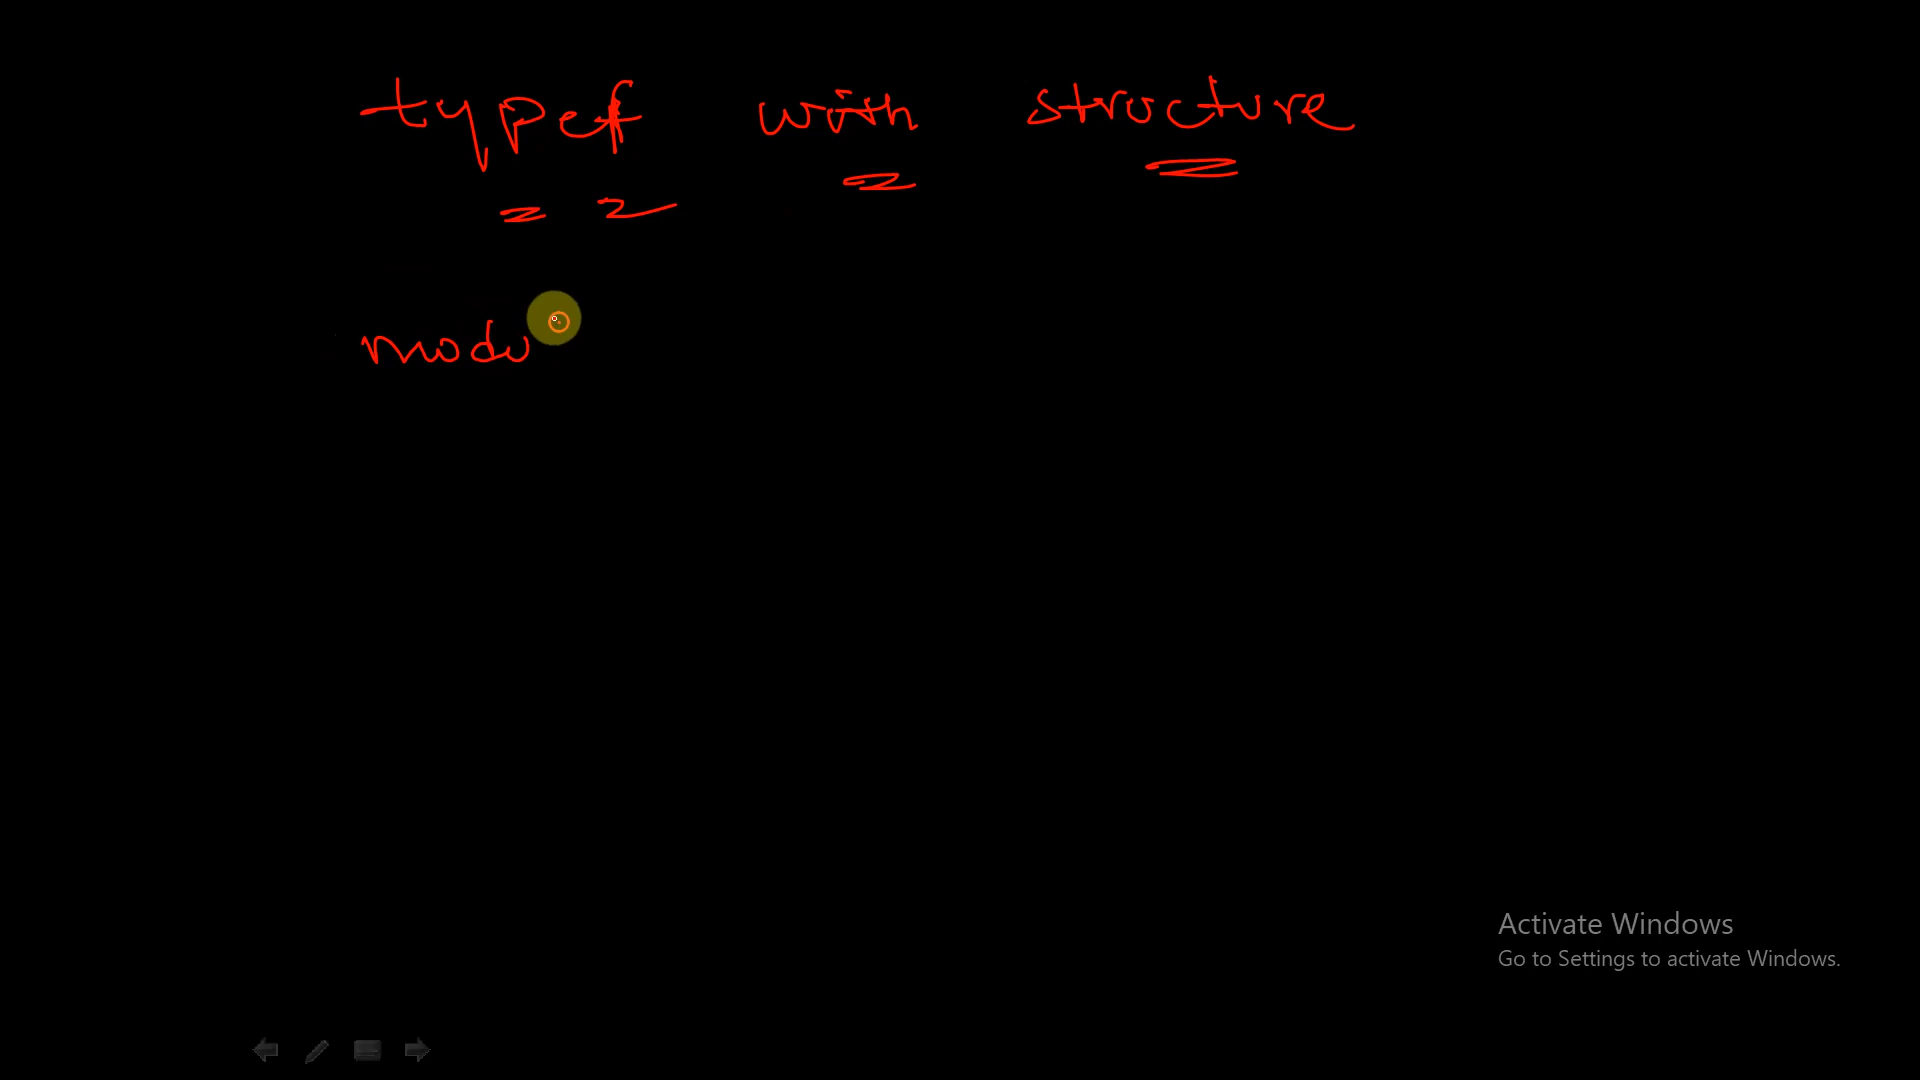 typef with structure
modu
Activate Windows
Go to Settings to activate Windows.